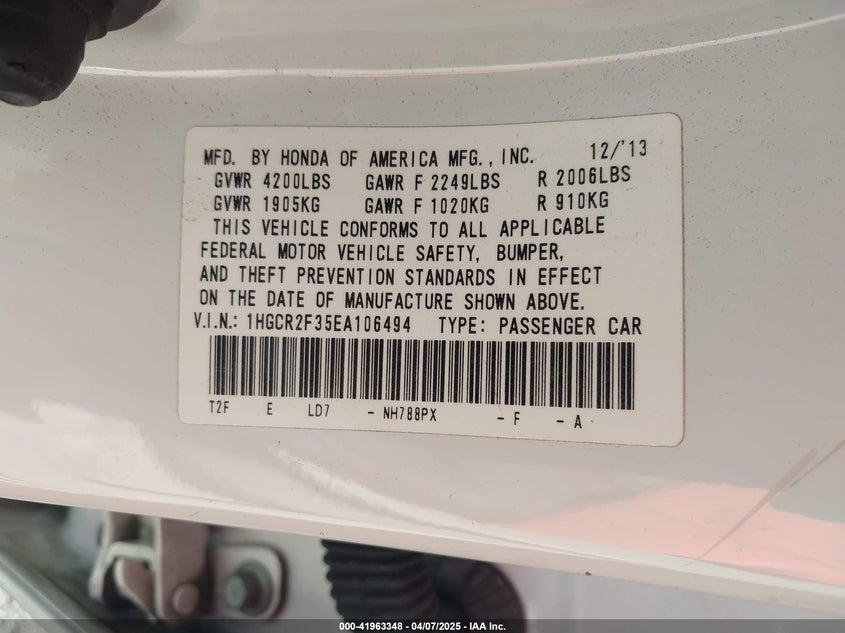 MFD. BY HONDA OF AMERICA MFG., INC. 12/'13
GVWR 4200LBS GAWR F 2249LBS R 2006LBS
GVWR 1905KG GAWR F 1020KG R 910KG
THIS VEHICLE CONFORMS TO ALL APPLICABLE
FEDERAL MOTOR VEHICLE SAFETY, BUMPER,
AND THEFT PREVENTION STANDARDS IN EFFECT
ON THE DATE OF MANUFACTURE SHOWN ABOVE.
V.I.N.: 1HGCR2F35EA106494 TYPE: PASSENGER CAR
T2F E LD7 - NH788PX - F - A
000-41963348 - 04/07/2025 - IAA Inc.